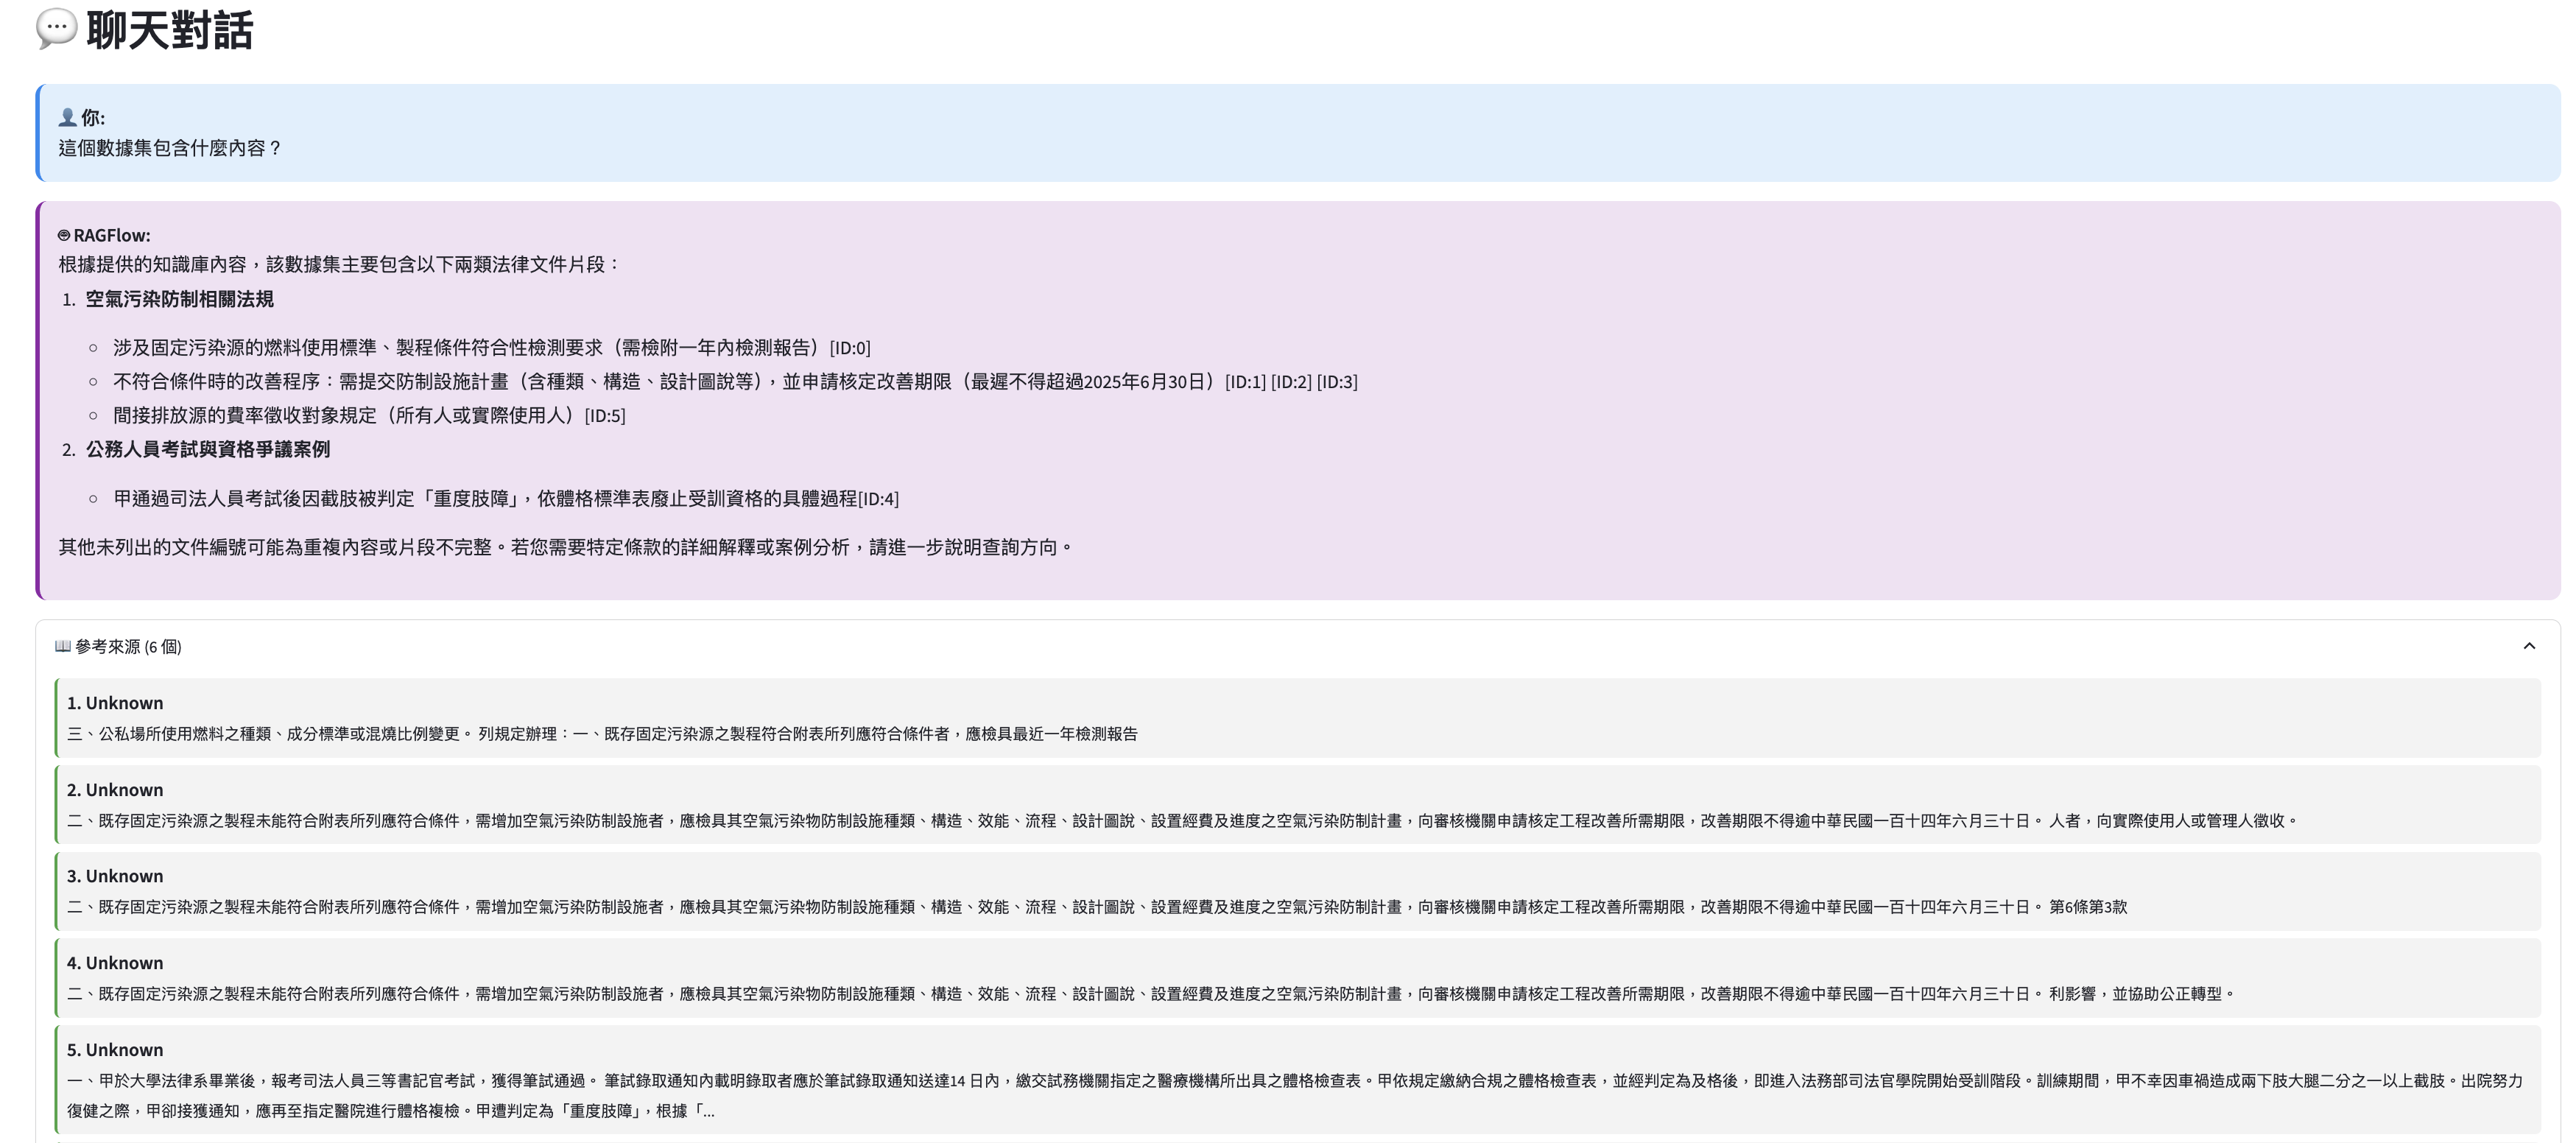 聊天對話
你:
這個數據集包含什麼內容？
RAGFlow:
根據提供的知識庫內容，該數據集主要包含以下兩類法律文件片段：
1. 空氣污染防制相關法規
涉及固定污染源的燃料使用標準、製程條件符合性檢測要求（需檢附一年內檢測報告）[ID:0]
不符合條件時的改善程序：需提交防制設施計畫（含種類、構造、設計圖說等），並申請核定改善期限（最遲不得超過2025年6月30日）[ID:1] [ID:2] [ID:3]
間接排放源的費率徵收對象規定（所有人或實際使用人）[ID:5]
2. 公務人員考試與資格爭議案例
甲通過司法人員考試後因截肢被判定「重度肢障」，依體格標準表廢止受訓資格的具體過程[ID:4]
其他未列出的文件編號可能為重複內容或片段不完整。若您需要特定條款的詳細解釋或案例分析，請進一步說明查詢方向。
參考來源 (6 個)
1. Unknown
三、公私場所使用燃料之種類、成分標準或混燒比例變更。 列規定辦理：一、既存固定污染源之製程符合附表所列應符合條件者，應檢具最近一年檢測報告
2. Unknown
二、既存固定污染源之製程未能符合附表所列應符合條件，需增加空氣污染防制設施者，應檢具其空氣污染物防制設施種類、構造、效能、流程、設計圖說、設置經費及進度之空氣污染防制計畫，向審核機關申請核定工程改善所需期限，改善期限不得逾中華民國一百十四年六月三十日。 人者，向實際使用人或管理人徵收。
3. Unknown
二、既存固定污染源之製程未能符合附表所列應符合條件，需增加空氣污染防制設施者，應檢具其空氣污染物防制設施種類、構造、效能、流程、設計圖說、設置經費及進度之空氣污染防制計畫，向審核機關申請核定工程改善所需期限，改善期限不得逾中華民國一百十四年六月三十日。 第6條第3款
4. Unknown
二、既存固定污染源之製程未能符合附表所列應符合條件，需增加空氣污染防制設施者，應檢具其空氣污染物防制設施種類、構造、效能、流程、設計圖說、設置經費及進度之空氣污染防制計畫，向審核機關申請核定工程改善所需期限，改善期限不得逾中華民國一百十四年六月三十日。 利影響，並協助公正轉型。
5. Unknown
一、甲於大學法律系畢業後，報考司法人員三等書記官考試，獲得筆試通過。 筆試錄取通知內載明錄取者應於筆試錄取通知送達14 日內，繳交試務機關指定之醫療機構所出具之體格檢查表。甲依規定繳納合規之體格檢查表，並經判定為及格後，即進入法務部司法官學院開始受訓階段。訓練期間，甲不幸因車禍造成兩下肢大腿二分之一以上截肢。出院努力
復健之際，甲卻接獲通知，應再至指定醫院進行體格複檢。甲遭判定為「重度肢障」，根據「...